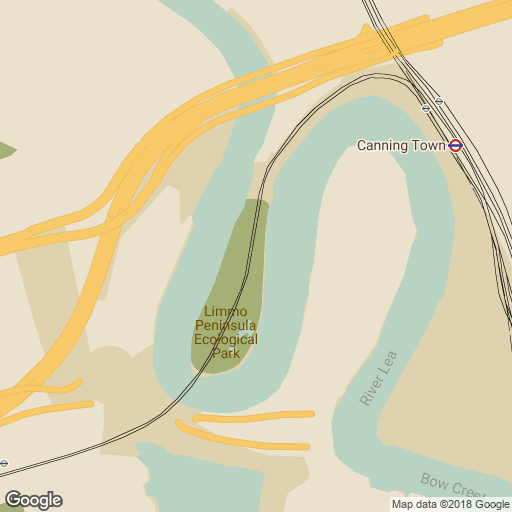 Canning Town
Limmo
Peninsula
Ecological
Park
River Lea
Bow Creek
Google
Map data ©2018 Google